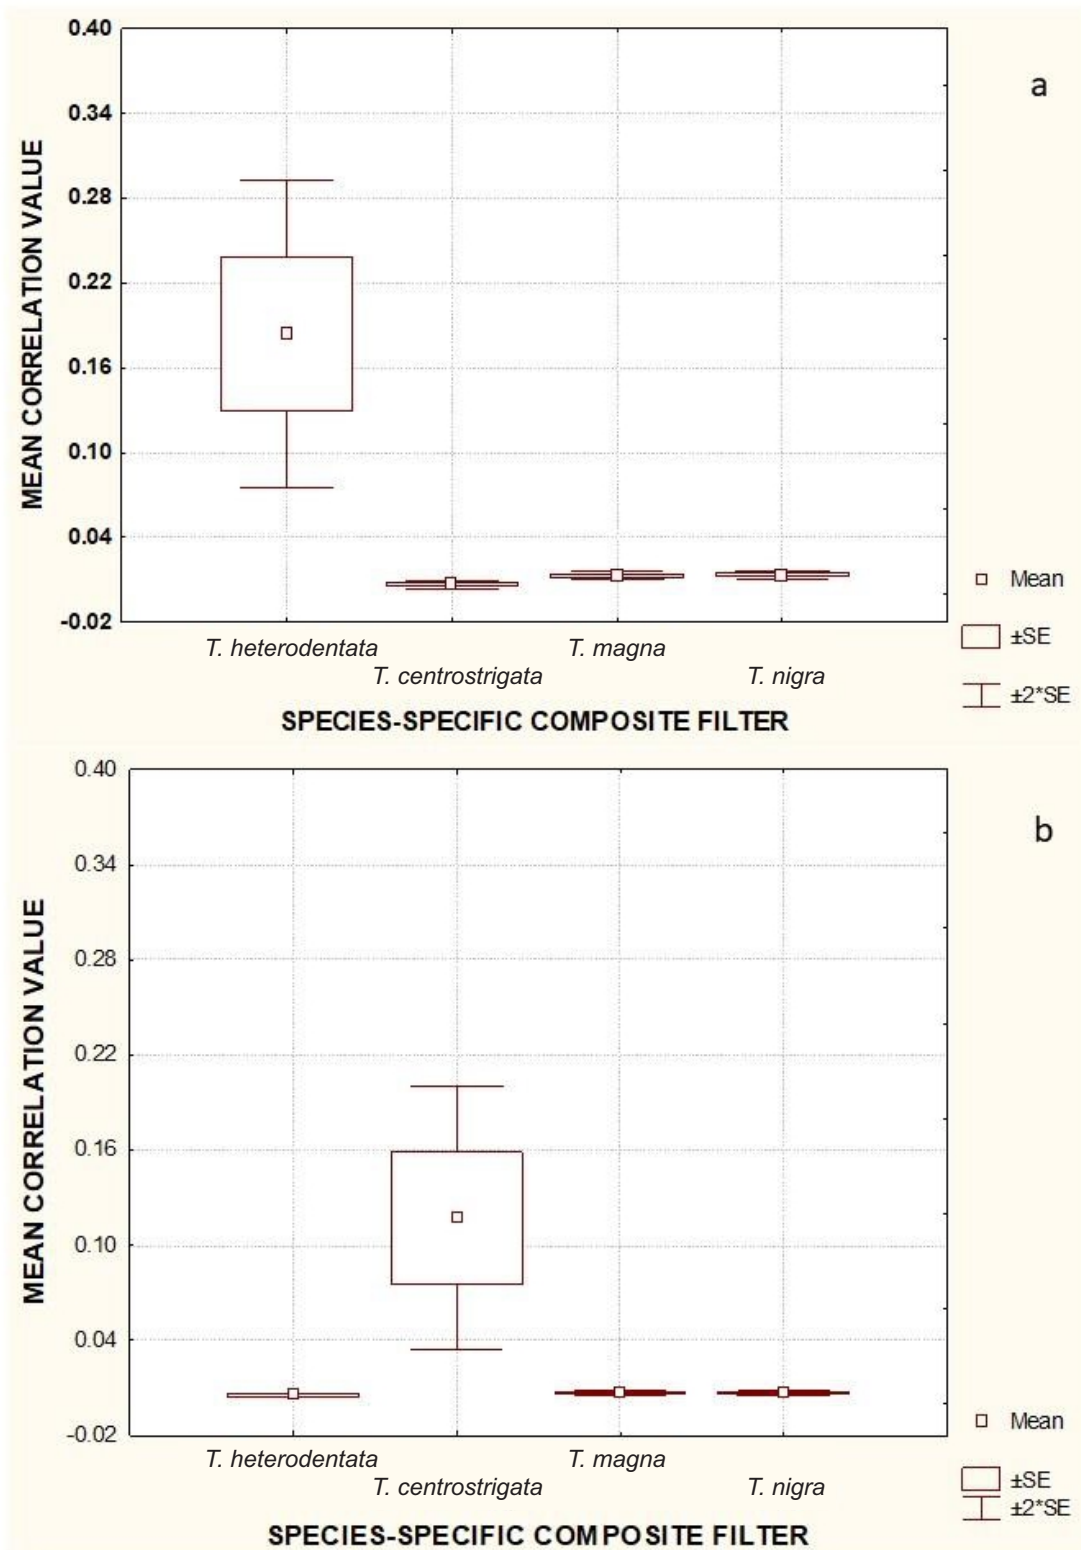 a
MEAN CORRELATION VALUE
0.40
0.34
0.28
0.22
0.16
0.10
0.04
-0.02
T. heterodentata
T. magna
T. centrostrigata
T. nigra
SPECIES-SPECIFIC COMPOSITE FILTER
Mean
±SE
±2*SE
b
MEAN CORRELATION VALUE
0.40
0.34
0.28
0.22
0.16
0.10
0.04
-0.02
T. heterodentata
T. magna
T. centrostrigata
T. nigra
SPECIES-SPECIFIC COMPOSITE FILTER
Mean
±SE
±2*SE